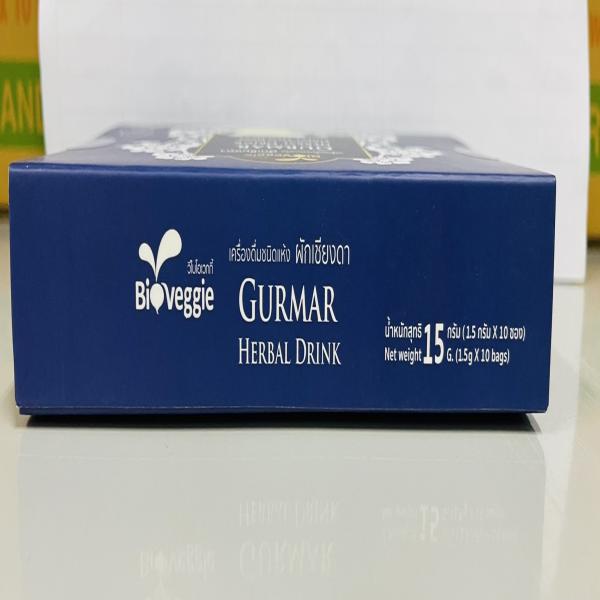 วีไบโอเวกกี้
Bioveggie
เครื่องดื่มชนิดแห้ง ผักเชียงดา
GURMAR
HERBAL DRINK
น้ำหนักสุทธิ 15 กรัม (1.5 กรัม X 10 ซอง)
Net weight 15 G. (1.5g X 10 bags)